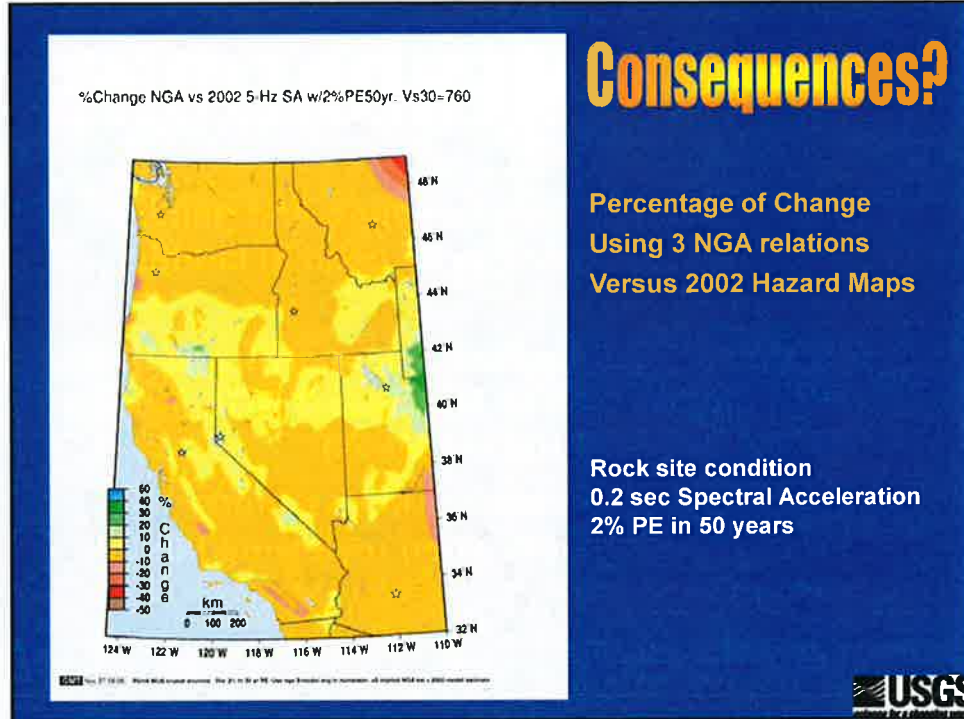 Consequences?
%Change NGA vs 2002 5-Hz SA w/2%PE50yr. Vs30=760
Percentage of Change
Using 3 NGA relations
Versus 2002 Hazard Maps
Rock site condition
0.2 sec Spectral Acceleration
2% PE in 50 years
48 N
46 N
44 N
42 N
40 N
38 N
36 N
34 N
32 N
60
40
30
20
10
0
-10
-20
-30
-40
-50
% Change
km
0 100 200
124 W 122 W 120 W 118 W 116 W 114 W 112 W 110 W
GMT
USGS